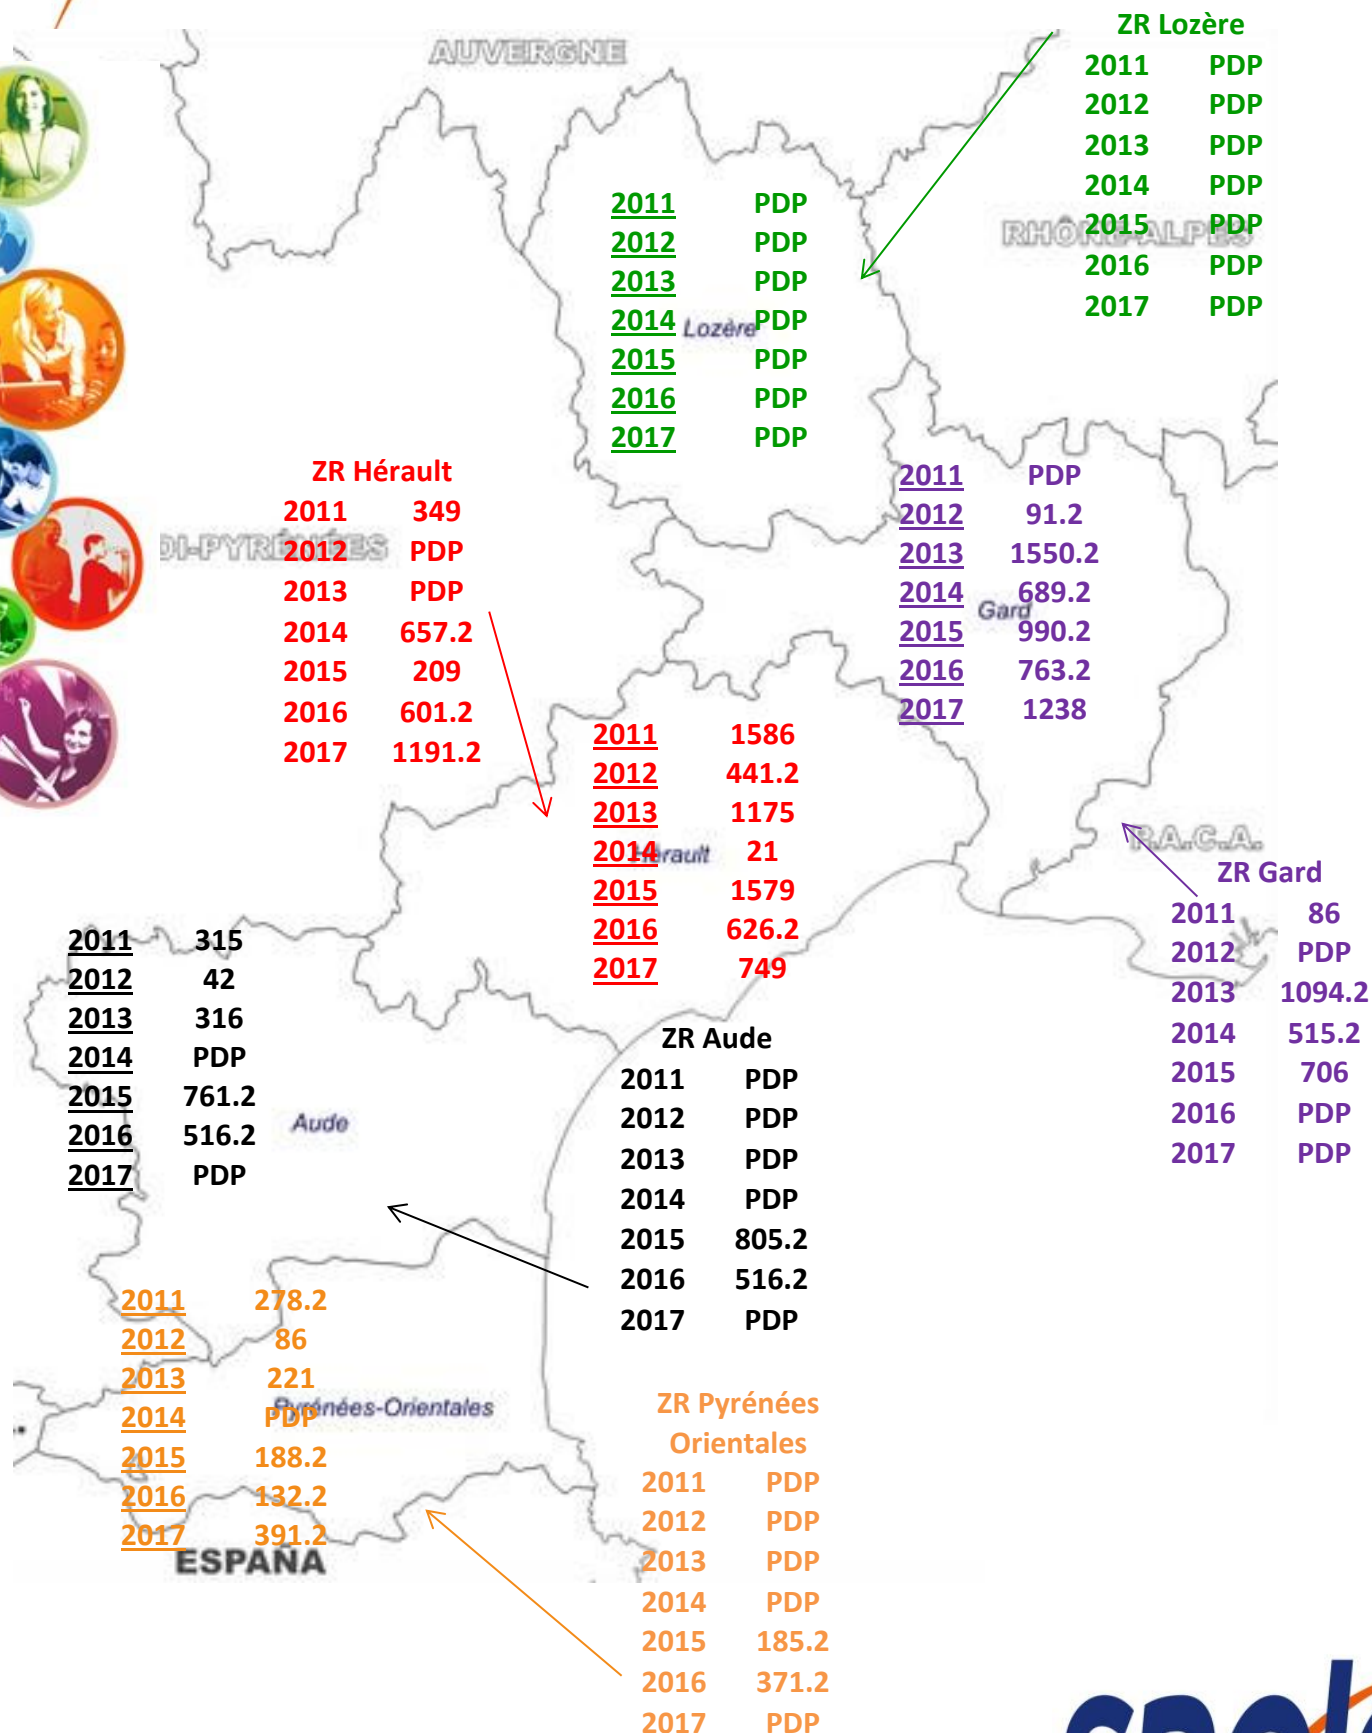 AUVERGNE
ZR Lozère
2011 PDP
2012 PDP
2013 PDP
2014 PDP
2015 PDP
2016 PDP
2017 PDP
RHÔNE-ALPES
2011 PDP
2012 PDP
2013 PDP
2014 PDP
2015 PDP
2016 PDP
2017 PDP
Lozère
ZR Hérault
2011 349
2012 PDP
2013 PDP
2014 657.2
2015 209
2016 601.2
2017 1191.2
DI-PYRÉNÉES
2011 PDP
2012 91.2
2013 1550.2
2014 689.2
2015 990.2
2016 763.2
2017 1238
Gard
2011 1586
2012 441.2
2013 1175
2014 21
2015 1579
2016 626.2
2017 749
Hérault
P.A.C.A.
ZR Gard
2011 86
2012 PDP
2013 1094.2
2014 515.2
2015 706
2016 PDP
2017 PDP
2011 315
2012 42
2013 316
2014 PDP
2015 761.2
2016 516.2
2017 PDP
Aude
ZR Aude
2011 PDP
2012 PDP
2013 PDP
2014 PDP
2015 805.2
2016 516.2
2017 PDP
2011 278.2
2012 86
2013 221
2014 PDP
2015 188.2
2016 132.2
2017 391.2
Pyrénées-Orientales
ESPAÑA
ZR Pyrénées
Orientales
2011 PDP
2012 PDP
2013 PDP
2014 PDP
2015 185.2
2016 371.2
2017 PDP